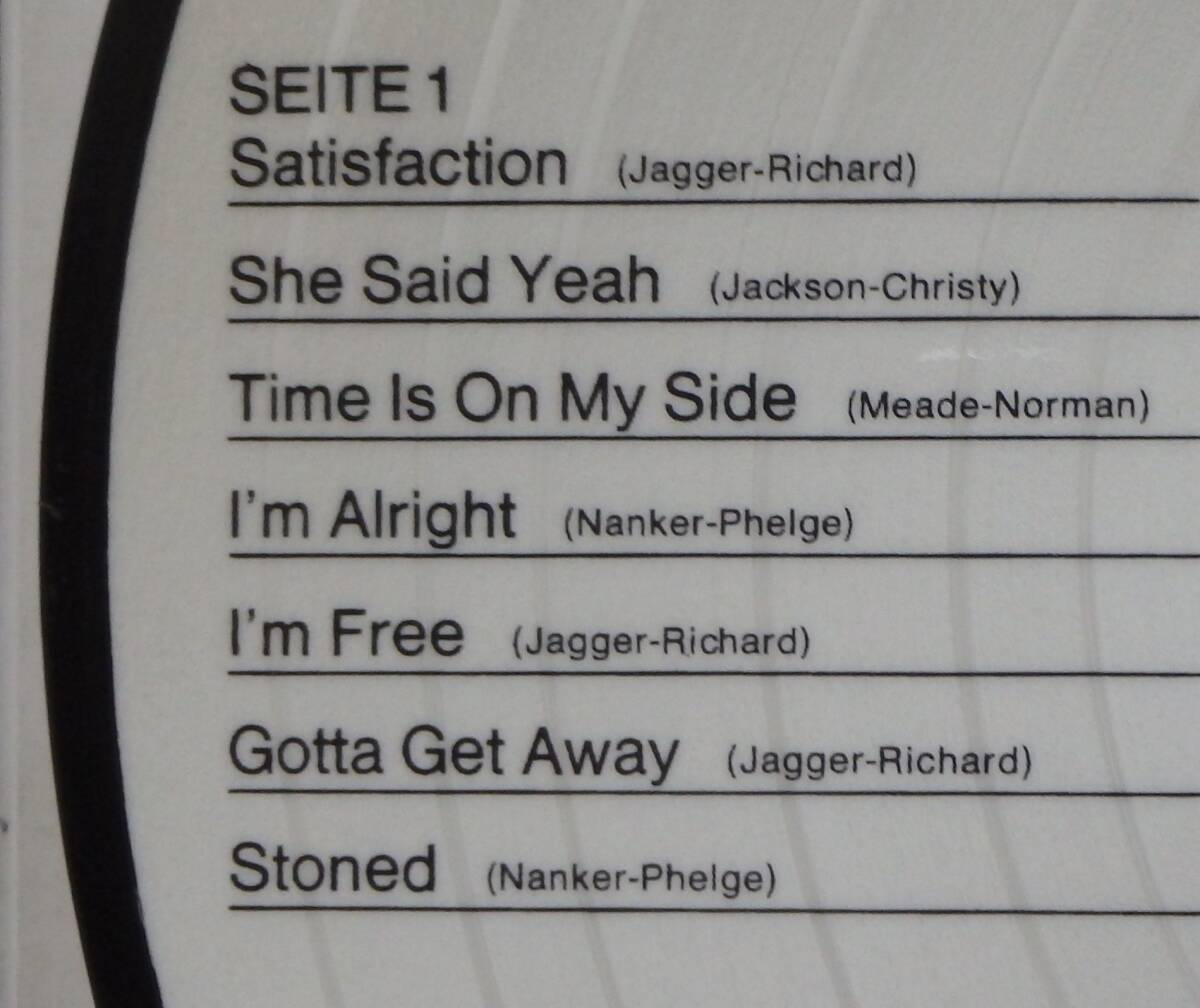 SEITE 1
Satisfaction (Jagger-Richard)
She Said Yeah (Jackson-Christy)
Time Is On My Side (Meade-Norman)
I'm Alright (Nanker-Phelge)
I'm Free (Jagger-Richard)
Gotta Get Away (Jagger-Richard)
Stoned (Nanker-Phelge)